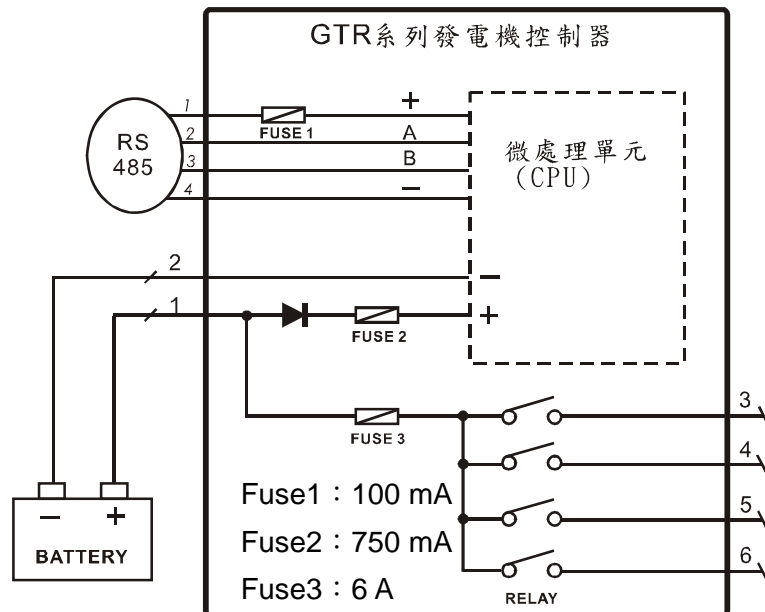 GTR系列發電機控制器
1
+
FUSE 1
2
A
RS
485
3
B
4
−
微處理單元
(CPU)
2
−
1
+
FUSE 2
FUSE 3
3
4
5
6
RELAY
− +
BATTERY
Fuse1：100 mA
Fuse2：750 mA
Fuse3：6 A